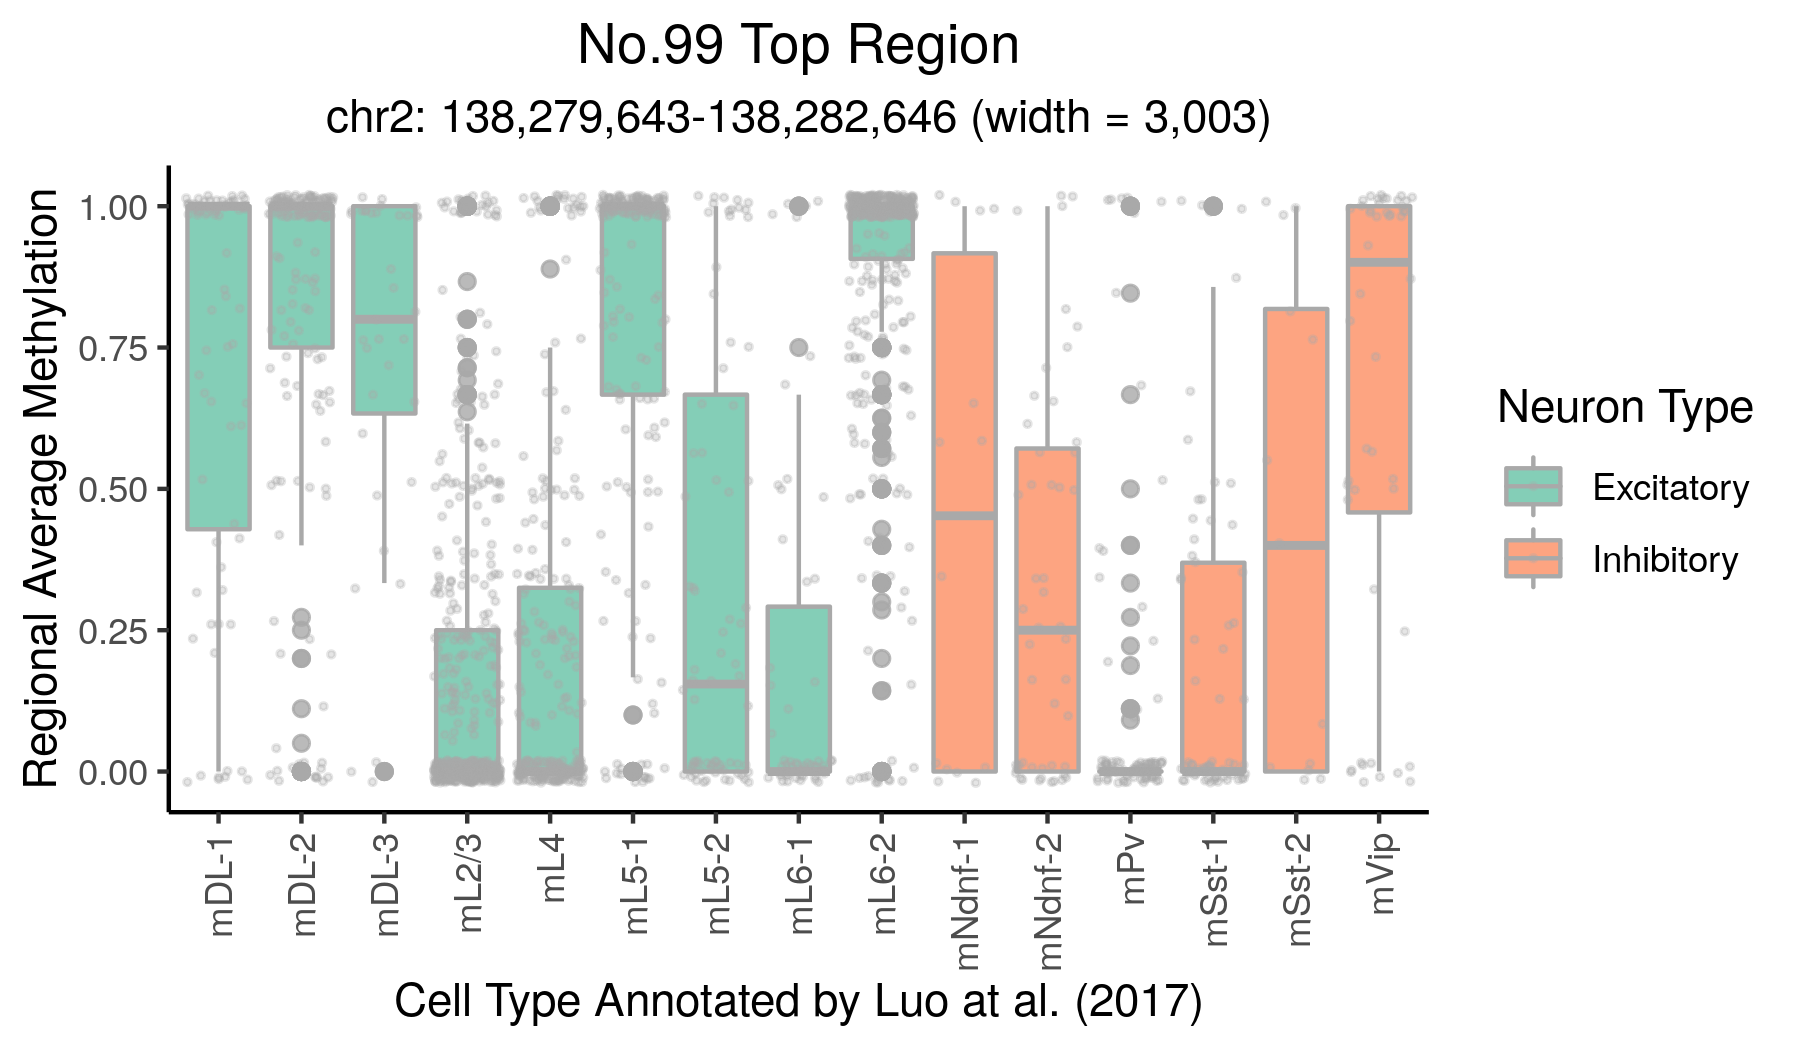 No.99 Top Region
chr2: 138,279,643-138,282,646 (width = 3,003)
Regional Average Methylation
1.00
0.75
0.50
0.25
0.00
mDL-1
mDL-2
mDL-3
mL2/3
mL4
mL5-1
mL5-2
mL6-1
mL6-2
mNdnf-1
mNdnf-2
mPv
mSst-1
mSst-2
mVip
Cell Type Annotated by Luo at al. (2017)
Neuron Type
Excitatory
Inhibitory